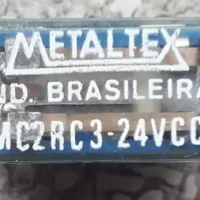 METALTEX
IND. BRASILEIRA
MC2RC3-24VCC